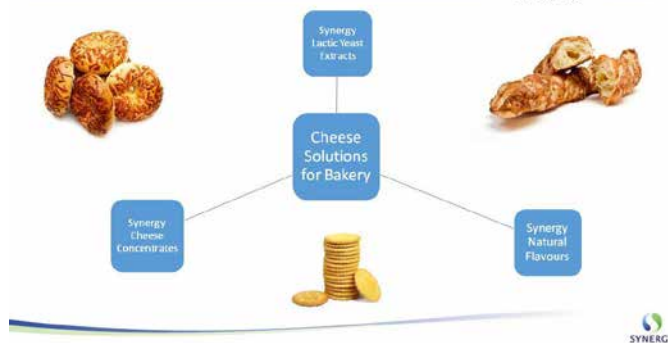 Synergy
Lactic Yeast
Extracts
Cheese
Solutions
for Bakery
Synergy
Cheese
Concentrates
Synergy
Natural
Flavours
SYNERG